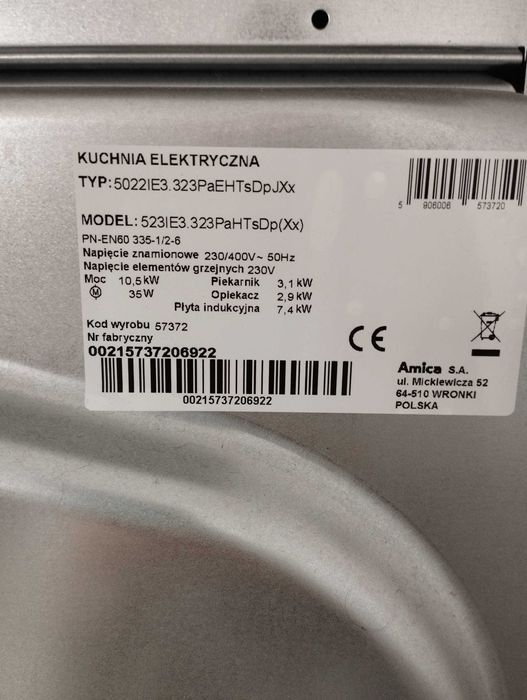 KUCHNIA ELEKTRYCZNA
TYP: 5022IE3.323PaEHTsDpJXx
MODEL: 523IE3.323PaHTsDp(Xx)
PN-EN60 335-1/2-6
Napięcie znamionowe 230/400V~ 50Hz
Napięcie elementów grzejnych 230V
Moc 10,5kW Piekarnik 3,1 kW
M 35W Opiekacz 2,9 kW
Płyta indukcyjna 7,4 kW
Kod wyrobu 57372
Nr fabryczny
00215737206922
00215737206922
5 906006 573720
CE
Amica S.A.
ul. Mickiewicza 52
64-510 WRONKI
POLSKA